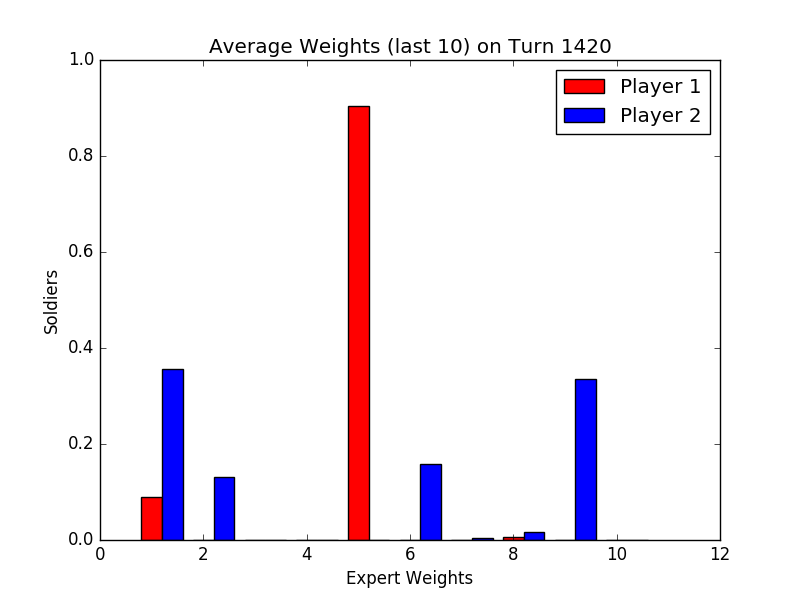 Average Weights (last 10) on Turn 1420
1.0
0.8
0.6
0.4
0.2
0.0
Soldiers
Player 1
Player 2
0 2 4 6 8 10 12
Expert Weights